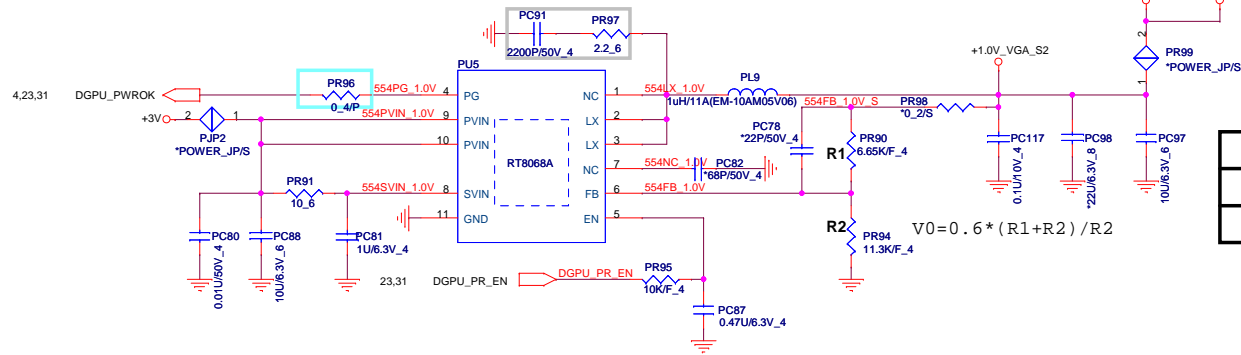 PC91
2200P/50V_4
PR97
2.2_6
PU5
PR96
0_4/P
4,23,31
DGPU_PWROK
554PG_1.0V
4
PG
+3V
2
1
PJP2
*POWER_JP/S
554PVIN_1.0V
9
PVIN
10
PVIN
RT8068A
PR91
10_6
554SVIN_1.0V
8
SVIN
11
GND
PC80
0.01U/50V_4
PC88
10U/6.3V_6
PC81
1U/6.3V_4
NC
1
554LX_1.0V
LX
2
LX
3
NC
7
554NC_1.0V
FB
6
554FB_1.0V
EN
5
PL9
1uH/11A(EM-10AM05V06)
554FB_1.0V_S
PC78
*22P/50V_4
PC82
*68P/50V_4
R1
PR90
6.65K/F_4
R2
PR94
11.3K/F_4
PR98
*0_2/S
+1.0V_VGA_S2
PC117
0.1U/10V_4
PC98
*22U/6.3V_8
PC97
10U/6.3V_6
2
1
PR99
*POWER_JP/S
V0=0.6*(R1+R2)/R2
23,31
DGPU_PR_EN
DGPU_PR_EN
PR95
10K/F_4
PC87
0.47U/6.3V_4